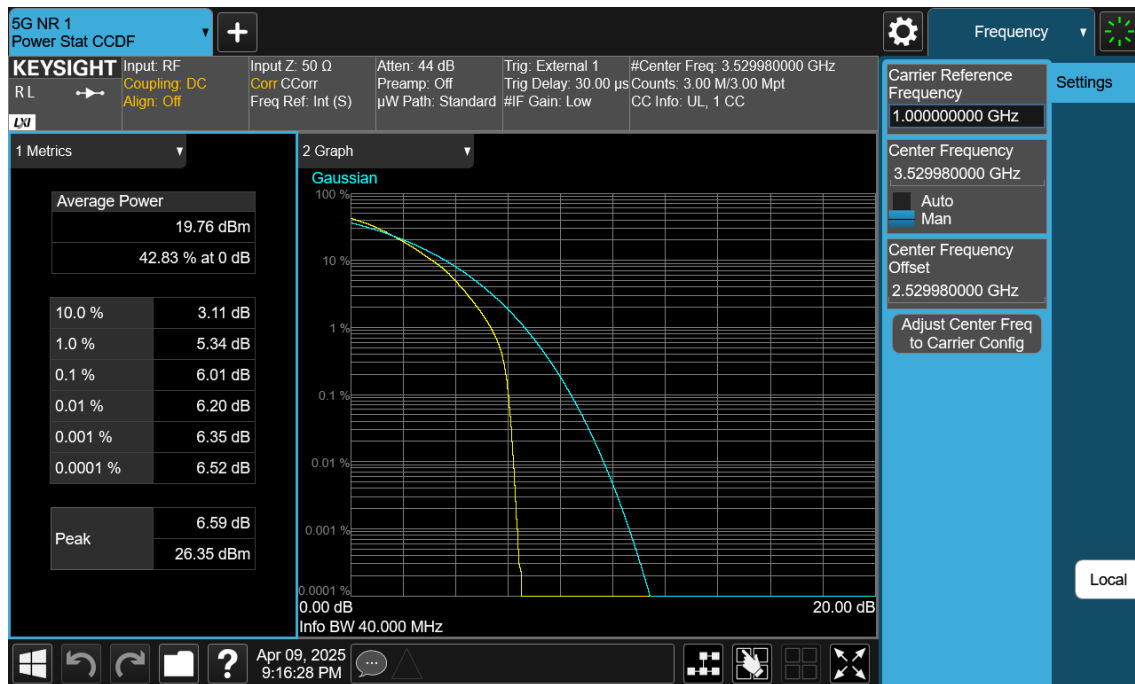 5G NR 1
Power Stat CCDF
Frequency
KEYSIGHT
R L
LXI
Input: RF
Coupling: DC
Align: Off
Input Z: 50 Ω
Corr CCorr
Freq Ref: Int (S)
Atten: 44 dB
Preamp: Off
µW Path: Standard
Trig: External 1
Trig Delay: 30.00 µs
#IF Gain: Low
#Center Freq: 3.529980000 GHz
Counts: 3.00 M/3.00 Mpt
CC Info: UL, 1 CC
1 Metrics
Average Power
19.76 dBm
42.83 % at 0 dB
10.0 % 3.11 dB
1.0 % 5.34 dB
0.1 % 6.01 dB
0.01 % 6.20 dB
0.001 % 6.35 dB
0.0001 % 6.52 dB
Peak
6.59 dB
26.35 dBm
2 Graph
Gaussian
100 %
10 %
1 %
0.1 %
0.01 %
0.001 %
0.0001 %
0.00 dB 20.00 dB
Info BW 40.000 MHz
Carrier Reference
Frequency
1.000000000 GHz
Center Frequency
3.529980000 GHz
Auto
Man
Center Frequency
Offset
2.529980000 GHz
Adjust Center Freq
to Carrier Config
Settings
Local
?
Apr 09, 2025
9:16:28 PM